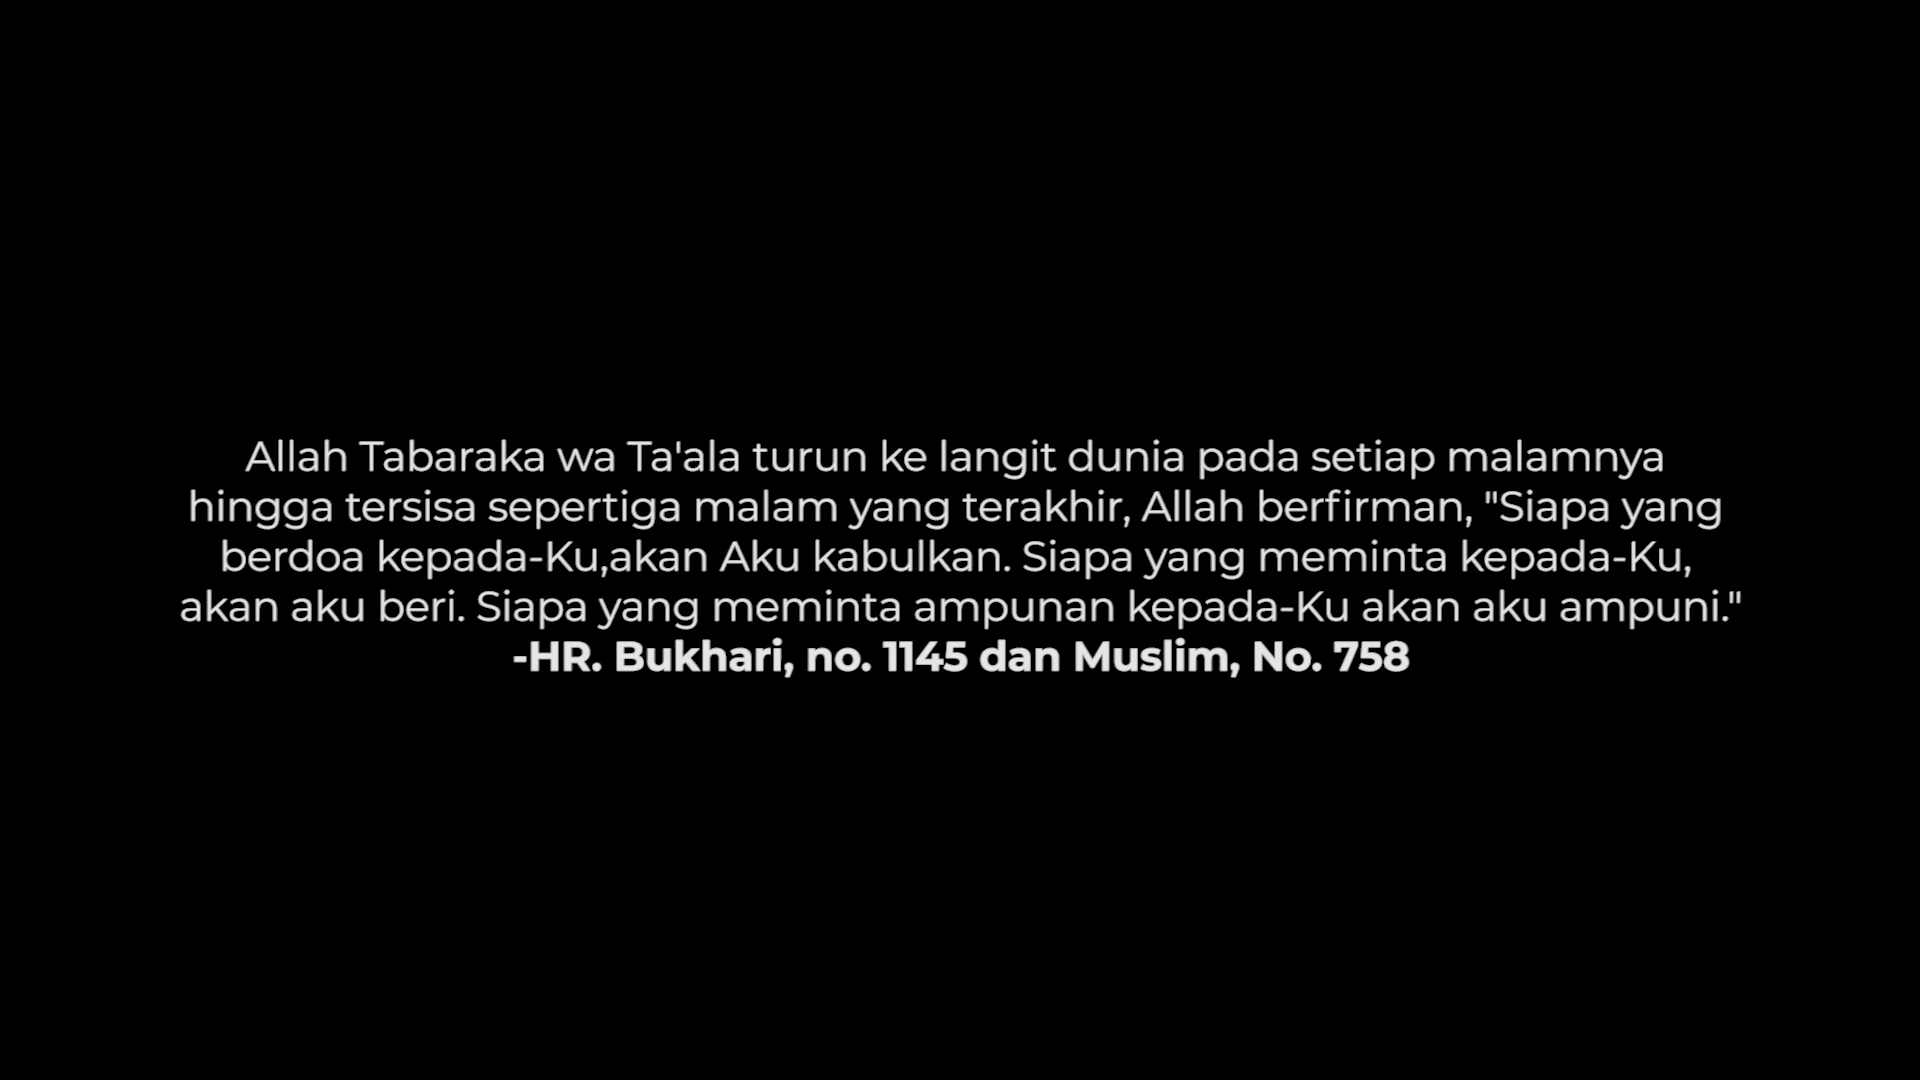 Allah Tabaraka wa Ta'ala turun ke langit dunia pada setiap malamnya
hingga tersisa sepertiga malam yang terakhir, Allah berfirman, "Siapa yang
berdoa kepada-Ku,akan Aku kabulkan. Siapa yang meminta kepada-Ku,
akan aku beri. Siapa yang meminta ampunan kepada-Ku akan aku ampuni."
-HR. Bukhari, no. 1145 dan Muslim, No. 758